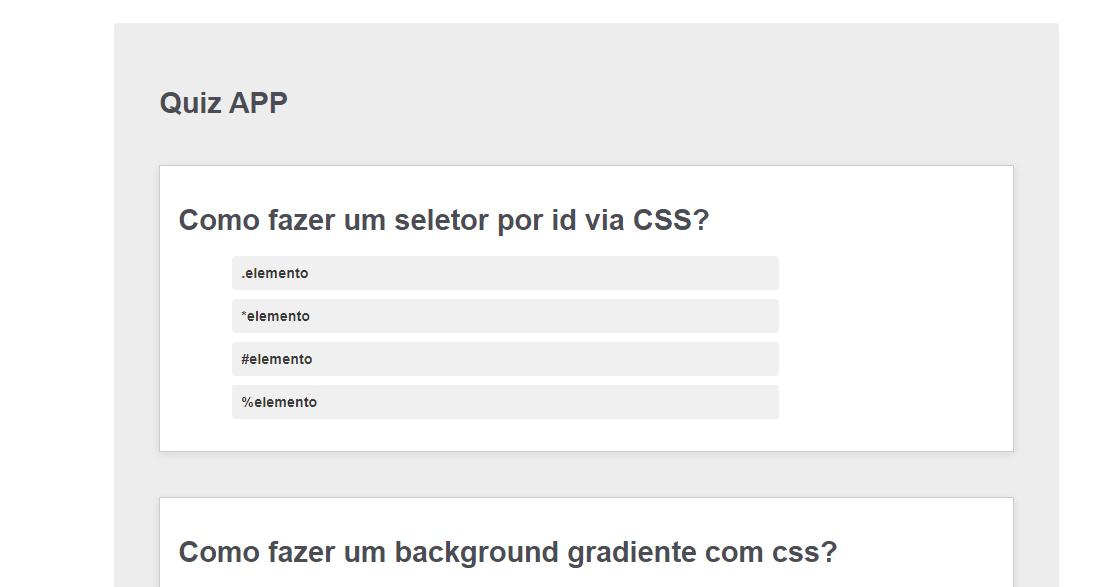 Quiz APP
Como fazer um seletor por id via CSS?
.elemento
*elemento
#elemento
%elemento
Como fazer um background gradiente com css?